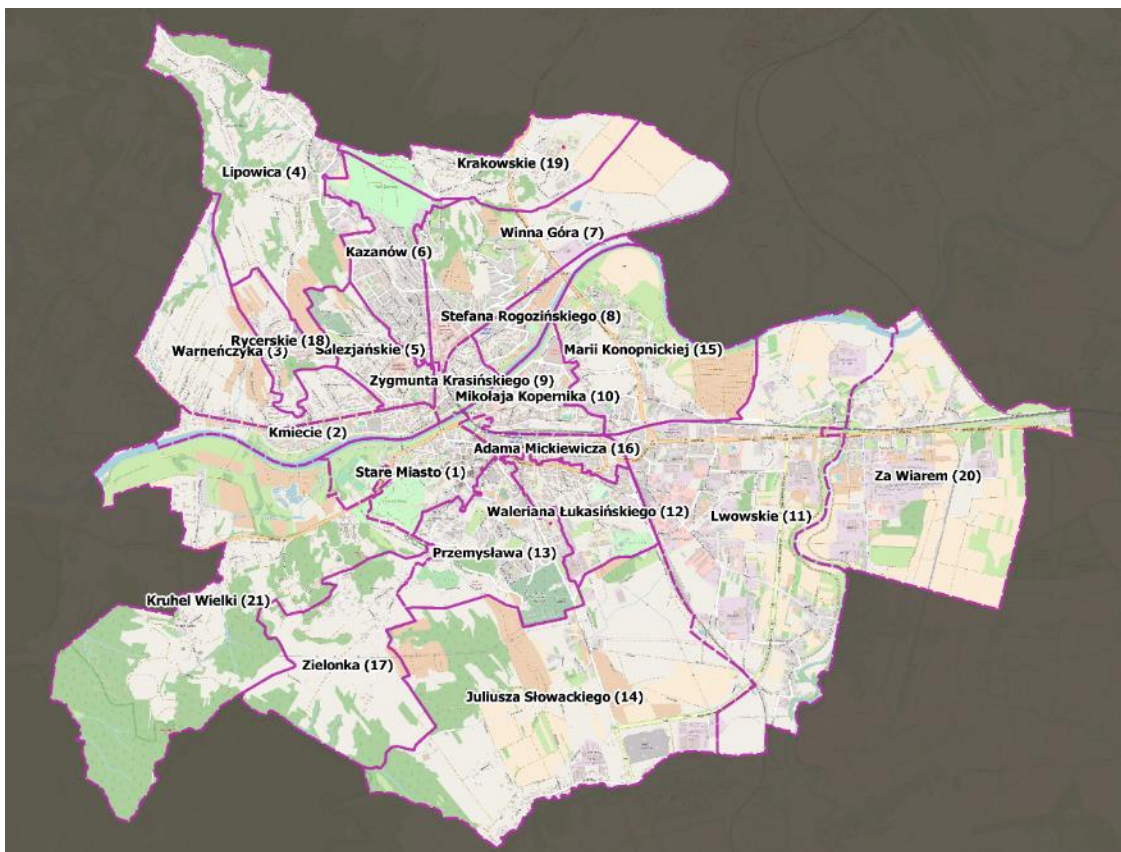 Krakowskie (19)
Lipowica (4)
Winna Góra (7)
Kazanów (6)
Stefana Rogozińskiego (8)
Rycerskie (18)
Warneńczyka (3)
Salezjańskie (5)
Marii Konopnickiej (15)
Zygmunta Krasińskiego (9)
Mikołaja Kopernika (10)
Kmiecie (2)
Adama Mickiewicza (16)
Stare Miasto (1)
Za Wiarem (20)
Waleriana Łukasińskiego (12)
Lwowskie (11)
Przemysława (13)
Kruhel Wielki (21)
Zielonka (17)
Juliusza Słowackiego (14)